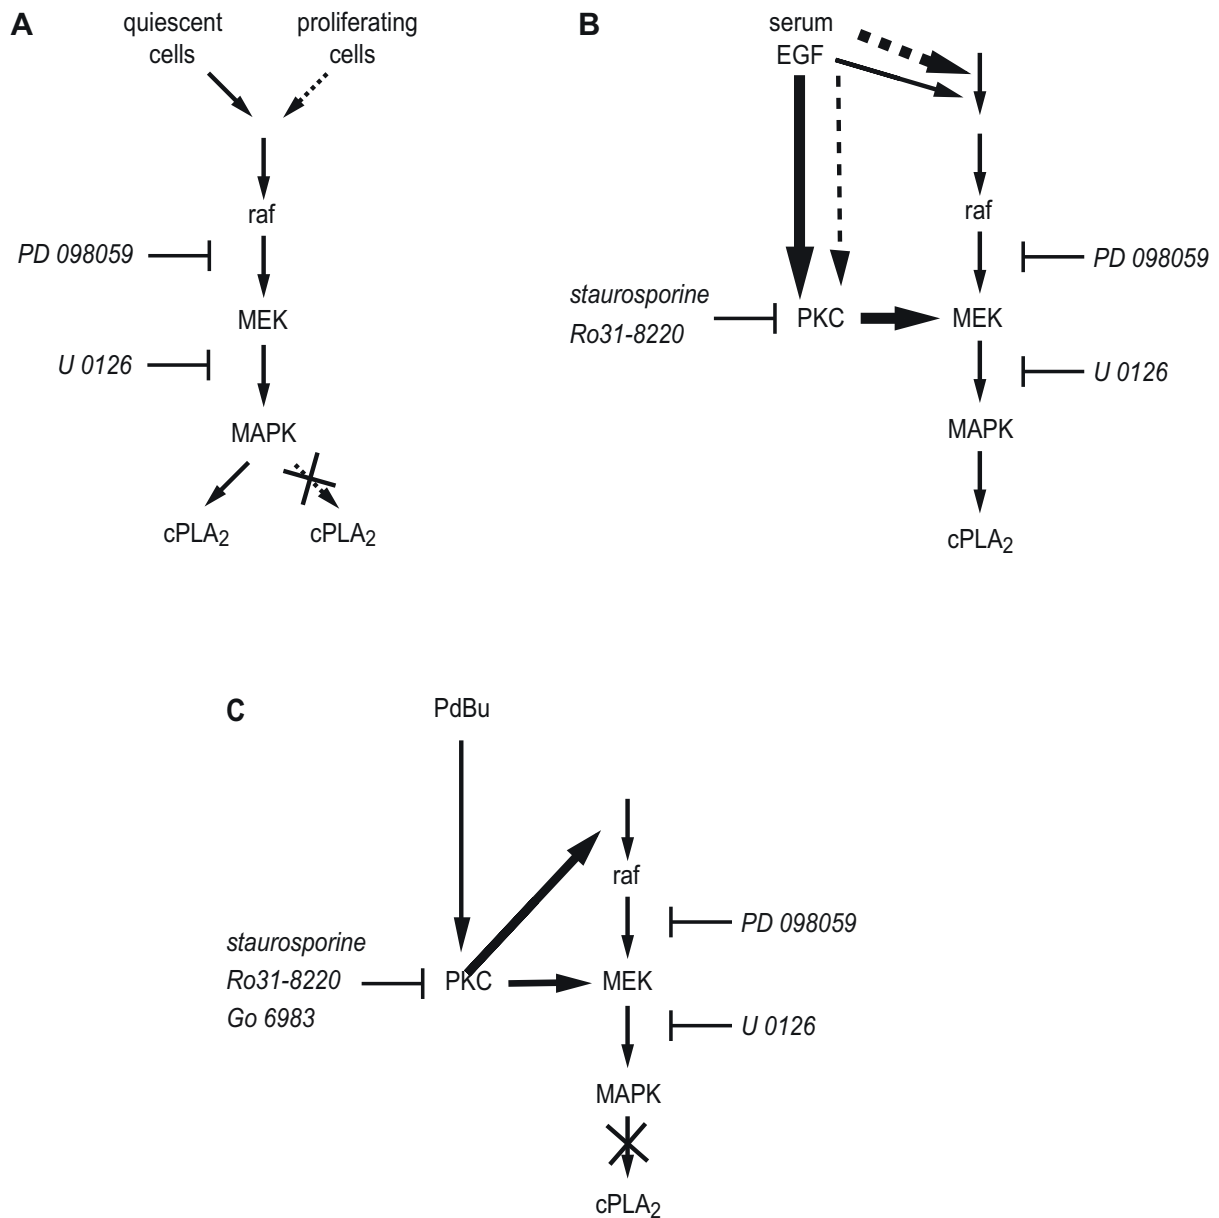 A
quiescent
cells
proliferating
cells
raf
PD 098059
MEK
U 0126
MAPK
cPLA2
cPLA2
B
serum
EGF
raf
PD 098059
staurosporine
Ro31-8220
PKC
MEK
U 0126
MAPK
cPLA2
C
PdBu
raf
PD 098059
staurosporine
Ro31-8220
Go 6983
PKC
MEK
U 0126
MAPK
cPLA2